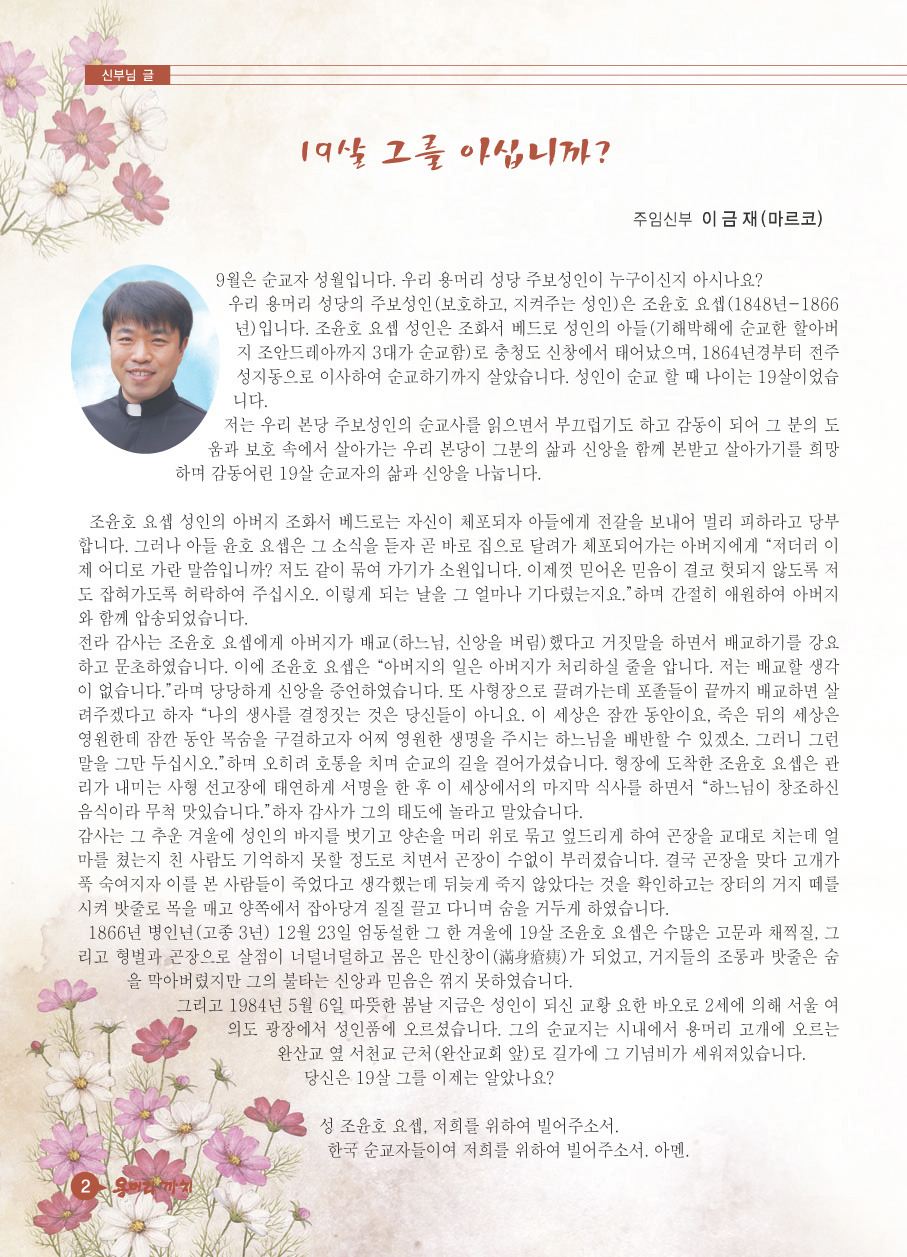 신부님 글
19살 그를 아십니까?
주임신부 이 금 재(마르코)
9월은 순교자 성월입니다. 우리 용머리 성당 주보성인이 누구이신지 아시나요?
우리 용머리 성당의 주보성인(보호하고, 지켜주는 성인)은 조윤호 요셉(1848년-1866
년)입니다. 조윤호 요셉 성인은 조화서 베드로 성인의 아들(기해박해에 순교한 할아버
지 조안드레아까지 3대가 순교함)로 충청도 신창에서 태어났으며, 1864년경부터 전주
성지동으로 이사하여 순교하기까지 살았습니다. 성인이 순교 할 때 나이는 19살이었습
니다.
저는 우리 본당 주보성인의 순교사를 읽으면서 부끄럽기도 하고 감동이 되어 그 분의 도
움과 보호 속에서 살아가는 우리 본당이 그분의 삶과 신앙을 함께 본받고 살아가기를 희망
하며 감동어린 19살 순교자의 삶과 신앙을 나눕니다.
조윤호 요셉 성인의 아버지 조화서 베드로는 자신이 체포되자 아들에게 전갈을 보내어 멀리 피하라고 당부
합니다. 그러나 아들 윤호 요셉은 그 소식을 듣자 곧 바로 집으로 달려가 체포되어가는 아버지에게 “저더러 이
제 어디로 가란 말씀입니까? 저도 같이 묶여 가기가 소원입니다. 이제껏 믿어온 믿음이 결코 헛되지 않도록 저
도 잡혀가도록 허락하여 주십시오. 이렇게 되는 날을 그 얼마나 기다렸는지요.”하며 간절히 애원하여 아버지
와 함께 압송되었습니다.
전라 감사는 조윤호 요셉에게 아버지가 배교(하느님, 신앙을 버림)했다고 거짓말을 하면서 배교하기를 강요
하고 문초하였습니다. 이에 조윤호 요셉은 “아버지의 일은 아버지가 처리하실 줄을 압니다. 저는 배교할 생각
이 없습니다.”라며 당당하게 신앙을 증언하였습니다. 또 사형장으로 끌려가는데 포졸들이 끝까지 배교하면 살
려주겠다고 하자 “나의 생사를 결정짓는 것은 당신들이 아니요. 이 세상은 잠깐 동안이요, 죽은 뒤의 세상은
영원한데 잠깐 동안 목숨을 구걸하고자 어찌 영원한 생명을 주시는 하느님을 배반할 수 있겠소. 그러니 그런
말을 그만 두십시오.”하며 오히려 호통을 치며 순교의 길을 걸어가셨습니다. 형장에 도착한 조윤호 요셉은 관
리가 내미는 사형 선고장에 태연하게 서명을 한 후 이 세상에서의 마지막 식사를 하면서 “하느님이 창조하신
음식이라 무척 맛있습니다.”하자 감사가 그의 태도에 놀라고 말았습니다.
감사는 그 추운 겨울에 성인의 바지를 벗기고 양손을 머리 위로 묶고 엎드리게 하여 곤장을 교대로 치는데 얼
마를 쳤는지 친 사람도 기억하지 못할 정도로 치면서 곤장이 수없이 부러졌습니다. 결국 곤장을 맞다 고개가
푹 숙여지자 이를 본 사람들이 죽었다고 생각했는데 뒤늦게 죽지 않았다는 것을 확인하고는 장터의 거지 떼를
시켜 밧줄로 목을 매고 양쪽에서 잡아당겨 질질 끌고 다니며 숨을 거두게 하였습니다.
1866년 병인년(고종 3년) 12월 23일 엄동설한 그 한 겨울에 19살 조윤호 요셉은 수많은 고문과 채찍질, 그
리고 형벌과 곤장으로 살점이 너덜너덜하고 몸은 만신창이(滿身瘡痍)가 되었고, 거지들의 조롱과 밧줄은 숨
을 막아버렸지만 그의 불타는 신앙과 믿음은 꺾지 못하였습니다.
그리고 1984년 5월 6일 따뜻한 봄날 지금은 성인이 되신 교황 요한 바오로 2세에 의해 서울 여
의도 광장에서 성인품에 오르셨습니다. 그의 순교지는 시내에서 용머리 고개에 오르는
완산교 옆 서천교 근처(완산교회 앞)로 길가에 그 기념비가 세워져있습니다.
당신은 19살 그를 이제는 알았나요?
성 조윤호 요셉, 저희를 위하여 빌어주소서.
한국 순교자들이여 저희를 위하여 빌어주소서. 아멘.
2 용머리 까치